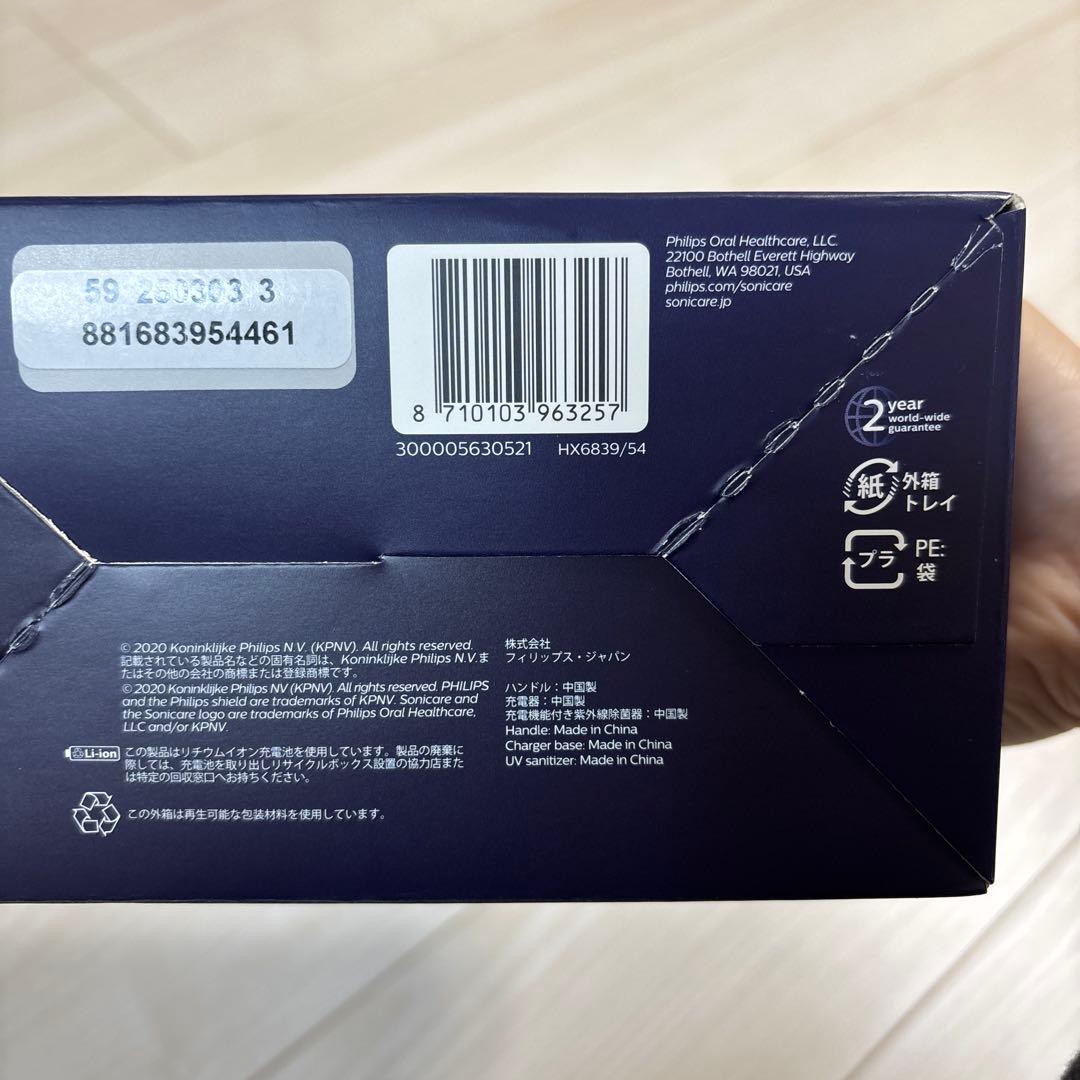 59 250303 3
881683954461
8 710103 963257
300005630521 HX6839/54
Philips Oral Healthcare, LLC.
22100 Bothell Everett Highway
Bothell, WA 98021, USA
philips.com/sonicare
sonicare.jp
2 year
world-wide
guarantee
紙 外箱
トレイ
プラ PE:
袋
© 2020 Koninklijke Philips N.V. (KPNV). All rights reserved.
記載されている製品名などの固有名詞は、Koninklijke Philips N.V.ま
たはその他の会社の商標または登録商標です。
© 2020 Koninklijke Philips NV (KPNV). All rights reserved. PHILIPS
and the Philips shield are trademarks of KPNV. Sonicare and
the Sonicare logo are trademarks of Philips Oral Healthcare,
LLC and/or KPNV.
Li-ion この製品はリチウムイオン充電池を使用しています。製品の廃棄に
際しては、充電池を取り出しリサイクルボックス設置の協力店また
は特定の回収窓口へお持ちください。
この外箱は再生可能な包装材料を使用しています。
株式会社
フィリップス・ジャパン
ハンドル：中国製
充電器：中国製
充電機能付き紫外線除菌器：中国製
Handle: Made in China
Charger base: Made in China
UV sanitizer: Made in China